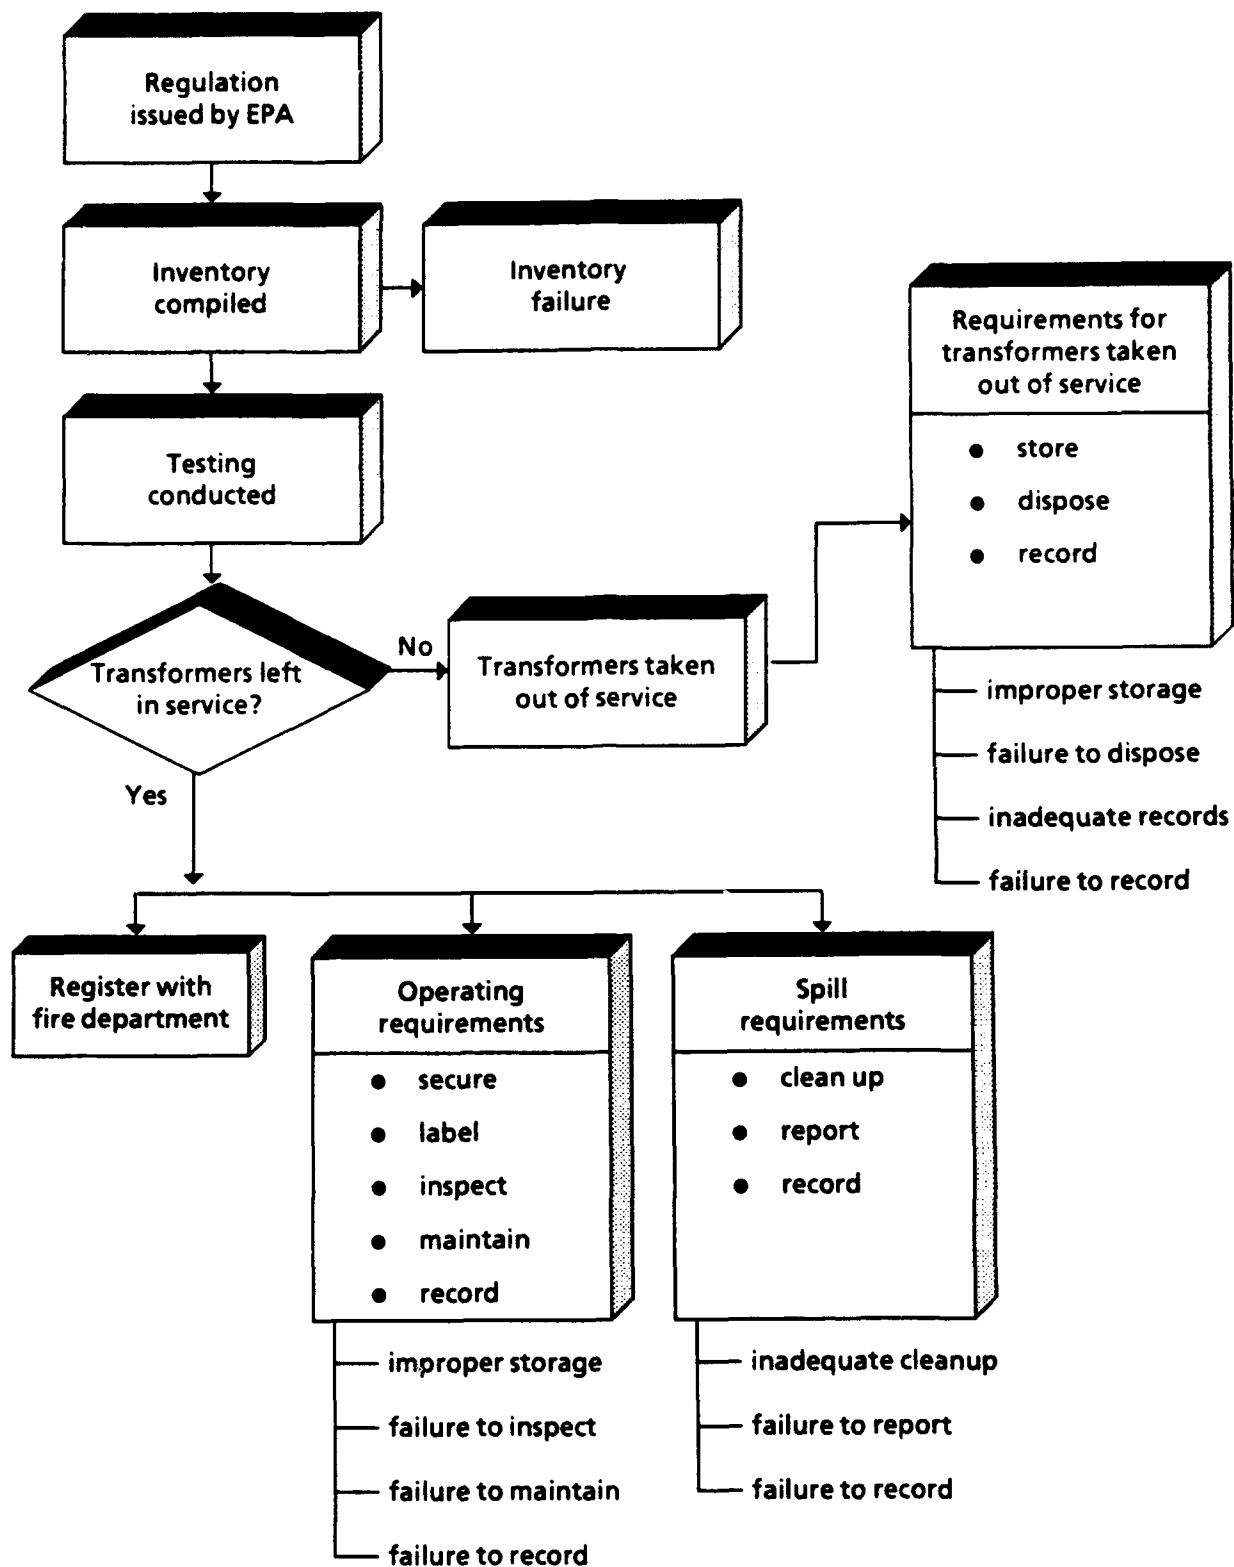 Regulation
issued by EPA
Inventory
compiled
Inventory
failure
Requirements for
transformers taken
out of service
● store
● dispose
● record
Testing
conducted
Transformers left
in service?
No
Transformers taken
out of service
improper storage
failure to dispose
inadequate records
failure to record
Yes
Register with
fire department
Operating
requirements
● secure
● label
● inspect
● maintain
● record
improper storage
failure to inspect
failure to maintain
failure to record
Spill
requirements
● clean up
● report
● record
inadequate cleanup
failure to report
failure to record